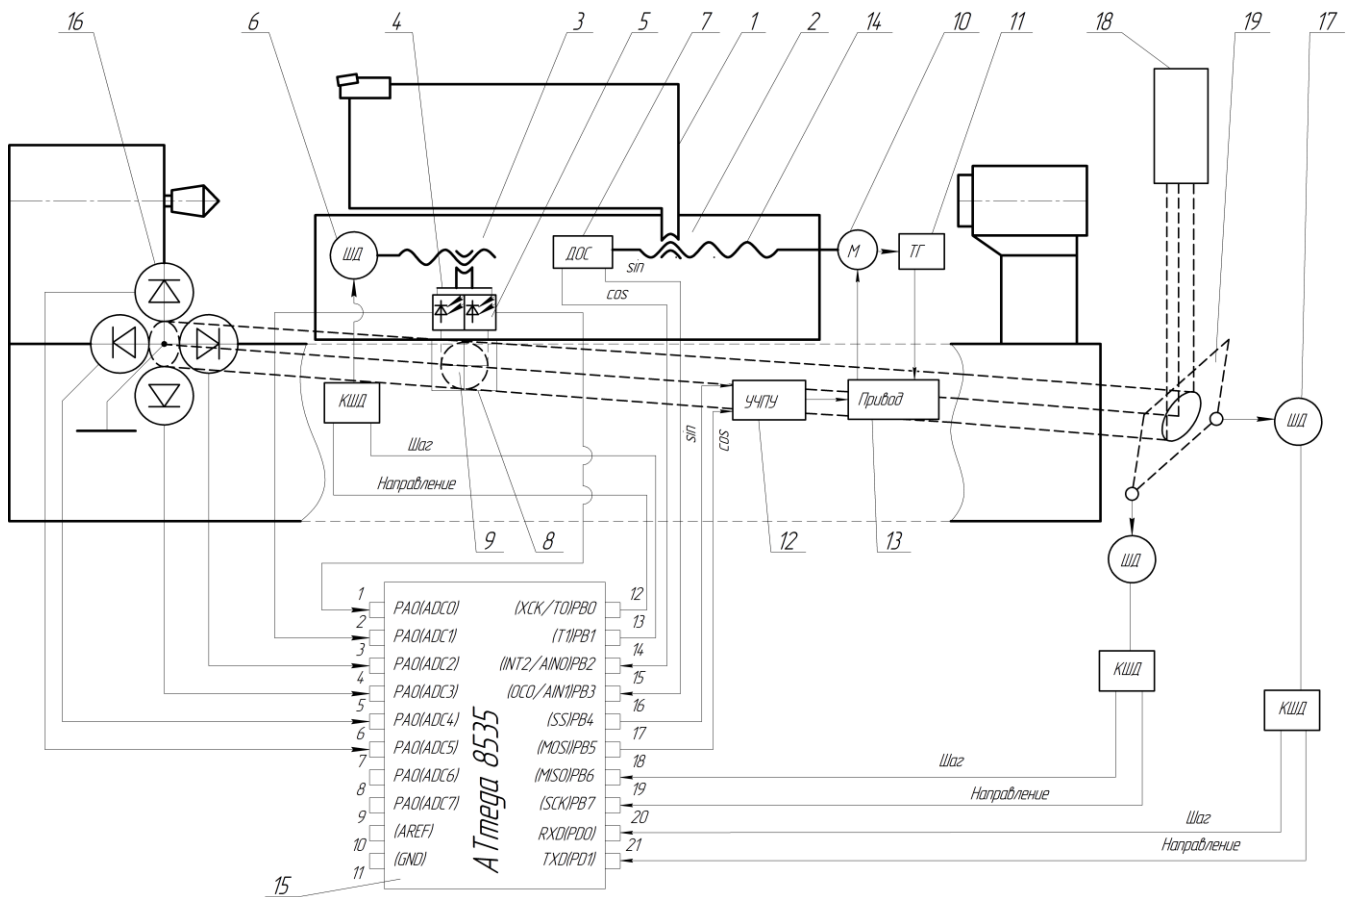 16
6
4
3
5
7
1
2
14
10
11
18
19
17
ШД
ДОС
sin
cos
М
ТГ
КШД
УЧПУ
Привод
ШД
sin
cos
Шаг
Направление
9
8
12
13
ШД
КШД
КШД
1
PA0(ADC0)
(XCK/T0)PB0
12
2
PA0(ADC1)
(T1)PB1
13
3
PA0(ADC2)
(INT2/AIN0)PB2
14
4
PA0(ADC3)
(OC0/AIN1)PB3
15
5
PA0(ADC4)
(SS)PB4
16
6
PA0(ADC5)
(MOSI)PB5
17
7
PA0(ADC6)
(MISO)PB6
18
8
PA0(ADC7)
(SCK)PB7
19
9
(AREF)
RXD(PD0)
20
10
(GND)
TXD(PD1)
21
11
ATmega 8535
Шаг
Направление
Шаг
Направление
15